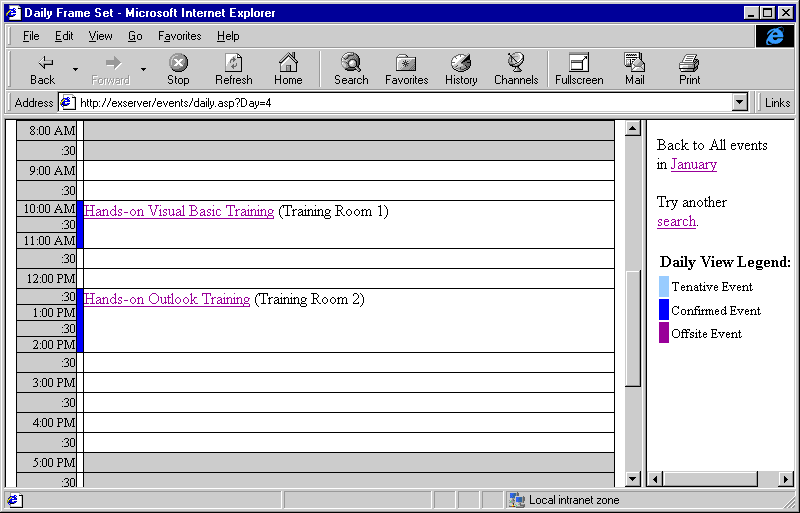 Daily Frame Set - Microsoft Internet Explorer
File Edit View Go Favorites Help
Back Forward Stop Refresh Home Search Favorites History Channels Fullscreen Mail Print
Address http://exserver/events/daily.asp?Day=4 Links
8:00 AM
:30
9:00 AM
:30
10:00 AM Hands-on Visual Basic Training (Training Room 1)
:30
11:00 AM
:30
12:00 PM
:30 Hands-on Outlook Training (Training Room 2)
1:00 PM
:30
2:00 PM
:30
3:00 PM
:30
4:00 PM
:30
5:00 PM
:30
Back to All events
in January
Try another
search.
Daily View Legend:
Tenative Event
Confirmed Event
Offsite Event
Local intranet zone